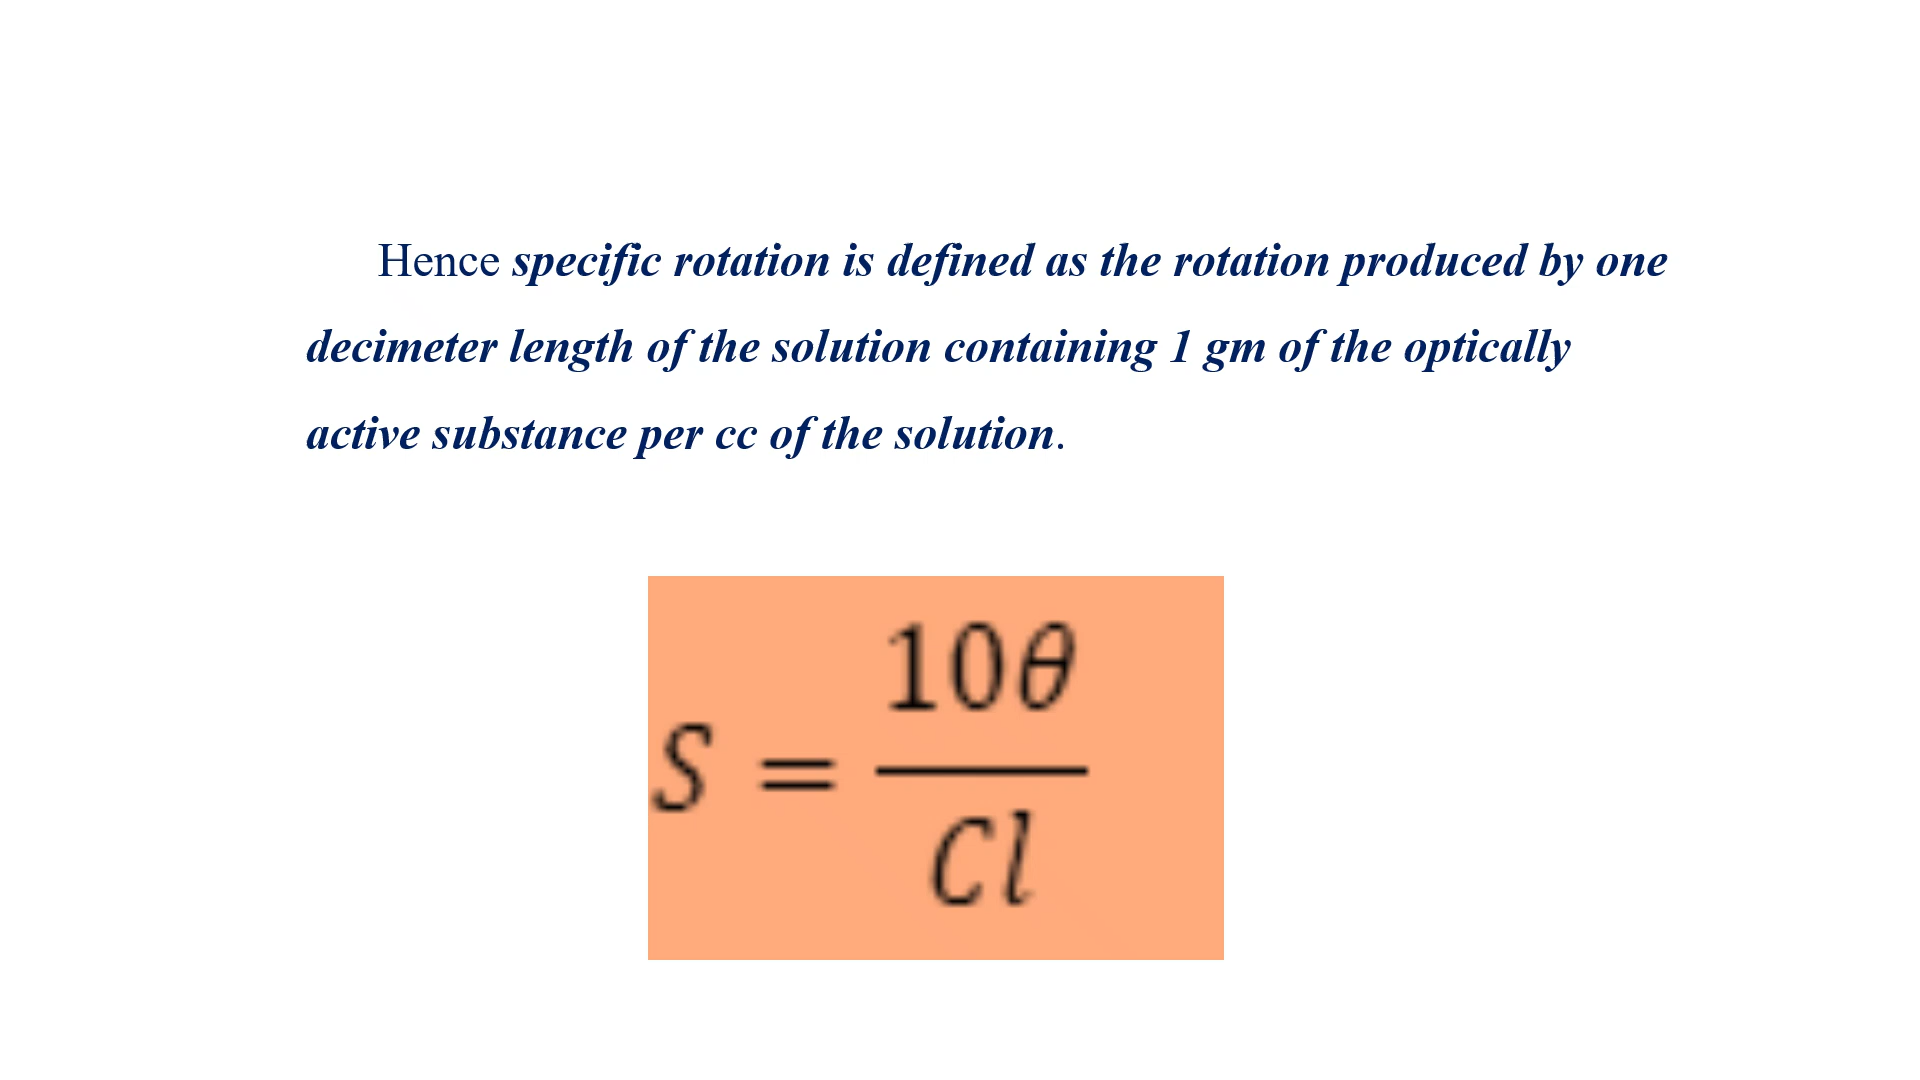 Hence specific rotation is defined as the rotation produced by one
decimeter length of the solution containing 1 gm of the optically
active substance per cc of the solution.
S = 10θ / Cl